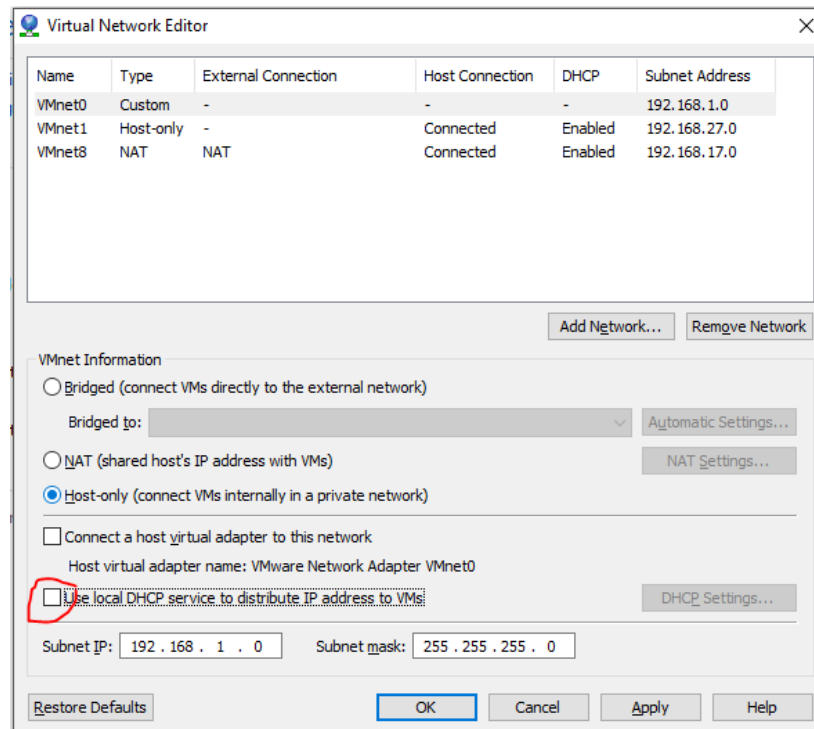 Virtual Network Editor
Name Type External Connection Host Connection DHCP Subnet Address
VMnet0 Custom - - - 192.168.1.0
VMnet1 Host-only - Connected Enabled 192.168.27.0
VMnet8 NAT NAT Connected Enabled 192.168.17.0
Add Network... Remove Network
VMnet Information
Bridged (connect VMs directly to the external network)
Bridged to: Automatic Settings...
NAT (shared host's IP address with VMs) NAT Settings...
Host-only (connect VMs internally in a private network)
Connect a host virtual adapter to this network
Host virtual adapter name: VMware Network Adapter VMnet0
Use local DHCP service to distribute IP address to VMs DHCP Settings...
Subnet IP: 192 . 168 . 1 . 0 Subnet mask: 255 . 255 . 255 . 0
Restore Defaults OK Cancel Apply Help